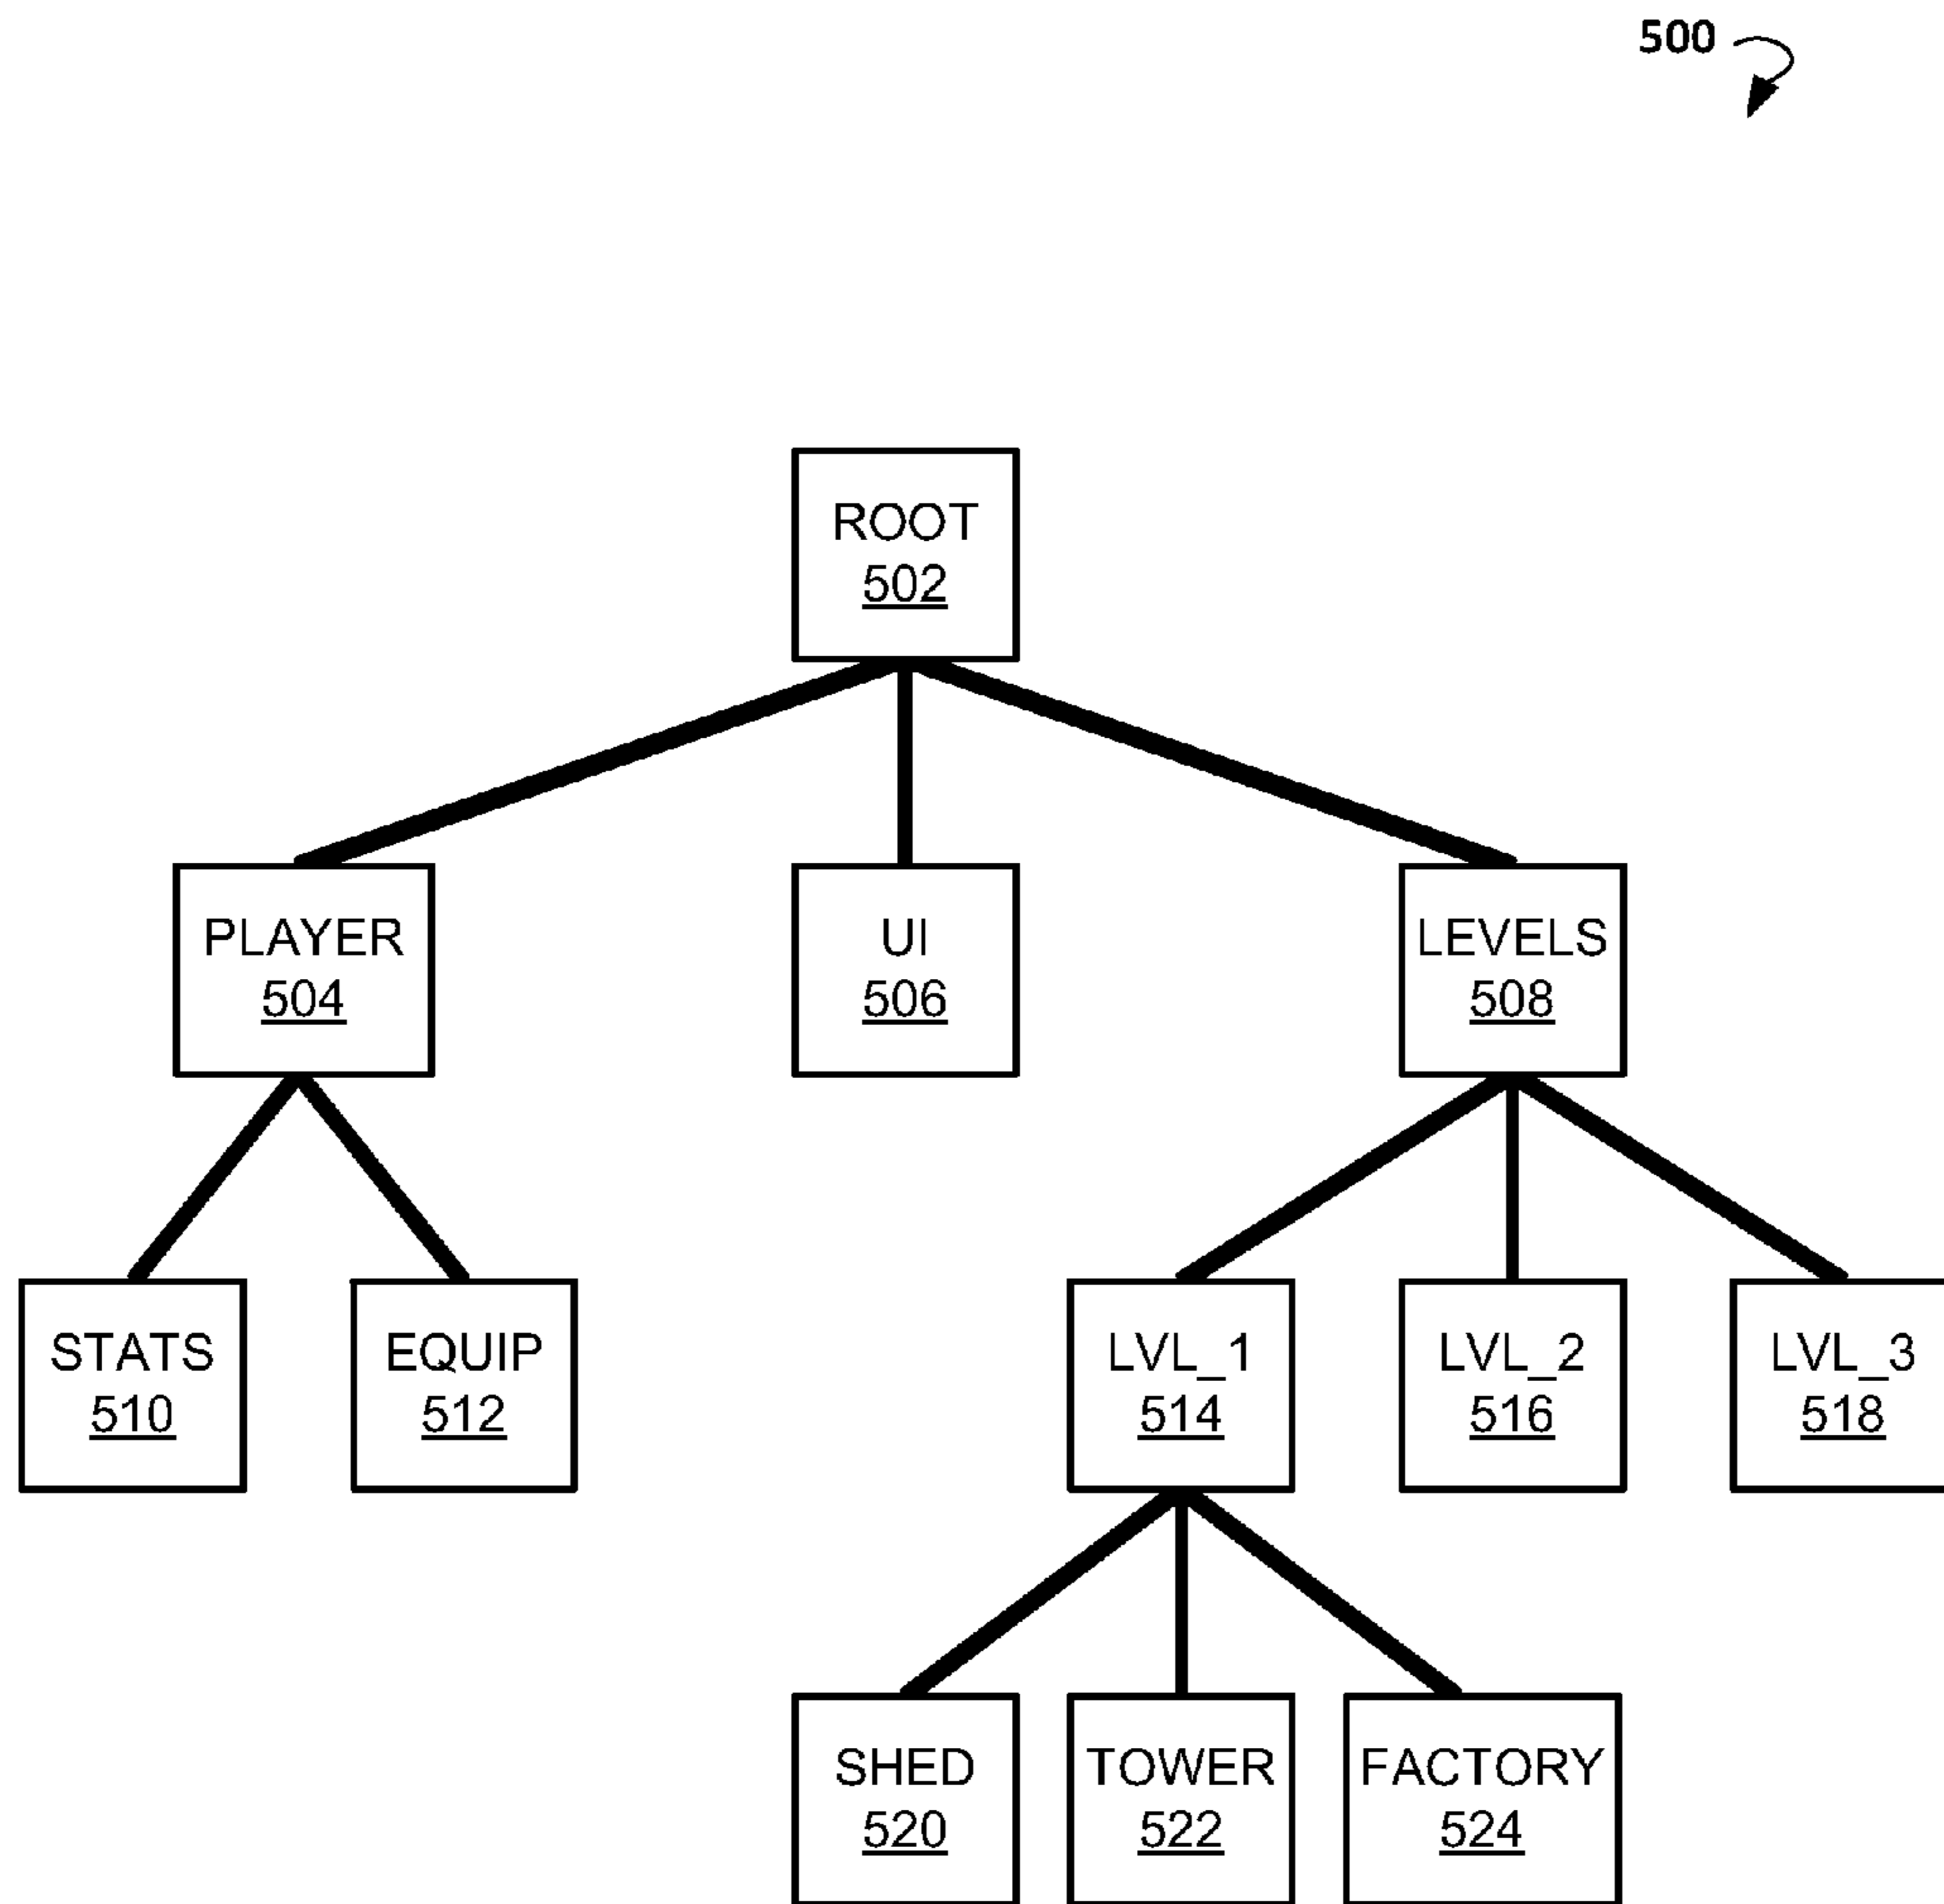 500
ROOT
502
PLAYER
504
UI
506
LEVELS
508
STATS
510
EQUIP
512
LVL_1
514
LVL_2
516
LVL_3
518
SHED
520
TOWER
522
FACTORY
524